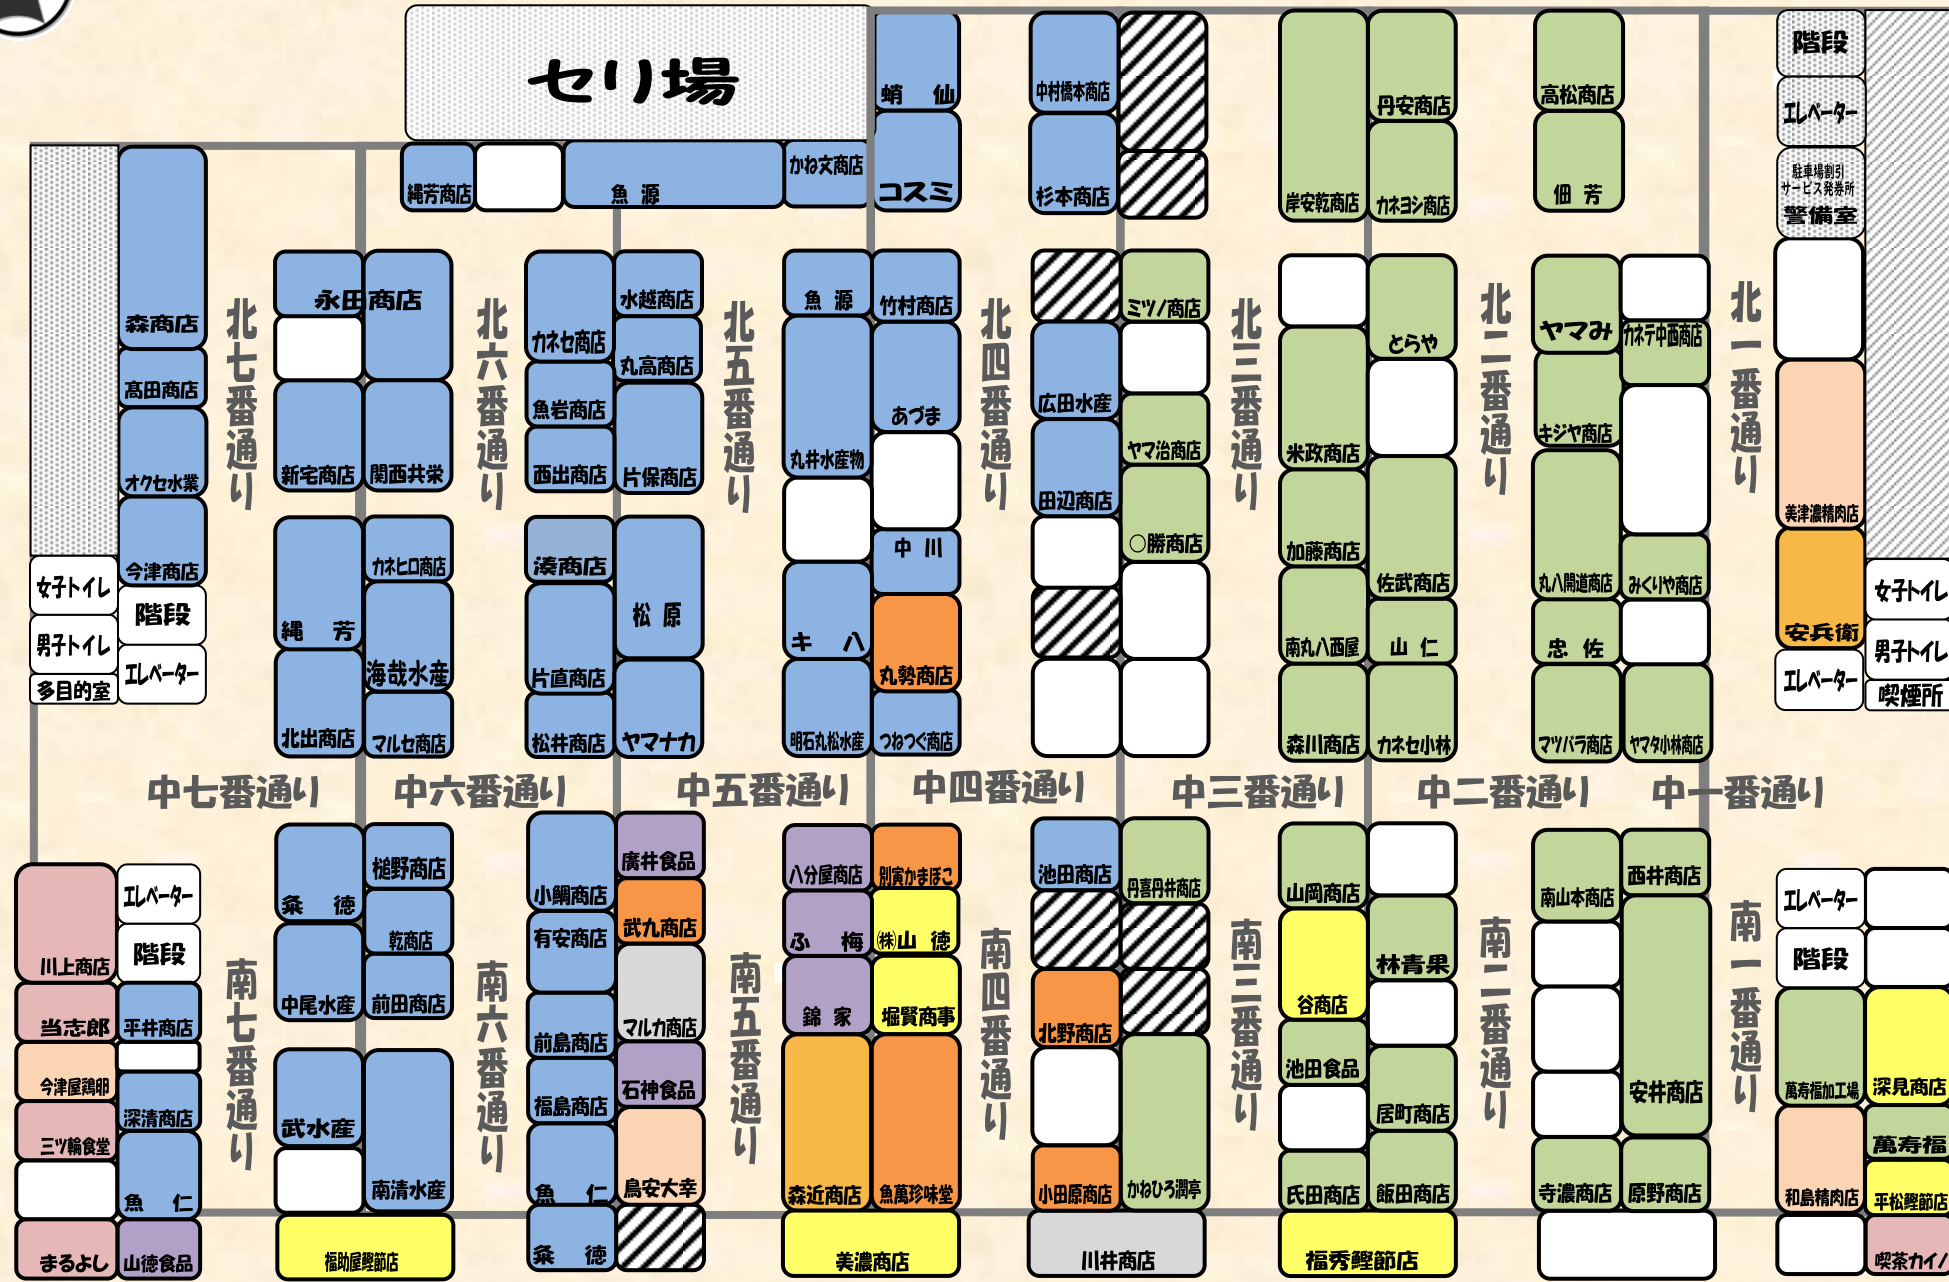 セリ場
蛸 仙
コスミ
縄芳商店
魚 源
かね文商店
中村橋本商店
杉本商店
岸安乾商店
丹安商店
カネヨシ商店
高松商店
佃 芳
階段
エレベーター
駐車場割引
サービス発券所
警備室
森商店
髙田商店
オクセ水業
今津商店
女子トイレ
男子トイレ
多目的室
階段
エレベーター
北七番通り
永田商店
新宅商店
関西共栄
縄 芳
北出商店
カネヒロ商店
海哉水産
マルセ商店
北六番通り
カネセ商店
魚岩商店
西出商店
水越商店
丸高商店
片保商店
湊商店
片直商店
松井商店
松 原
ヤマナカ
北五番通り
魚 源
丸井水産物
キ 八
明石丸松水産
竹村商店
あづま
中 川
丸勢商店
つねつぐ商店
北四番通り
広田水産
田辺商店
ミツノ商店
ヤマ治商店
○勝商店
北三番通り
米政商店
加藤商店
南丸八西屋
森川商店
とらや
佐武商店
山 仁
カネセ小林
北二番通り
ヤマみ
キジヤ商店
丸八開道商店
忠 佐
マツバラ商店
カネテ中西商店
みくりや商店
ヤマタ小林商店
北一番通り
美津濃精肉店
安兵衛
エレベーター
女子トイレ
男子トイレ
喫煙所
中七番通り
中六番通り
中五番通り
中四番通り
中三番通り
中二番通り
中一番通り
川上商店
当志郎
今津屋鶏卵
三ツ輪食堂
まるよし
エレベーター
階段
平井商店
深清商店
魚 仁
山徳食品
南七番通り
粂 徳
中尾水産
武水産
槌野商店
乾商店
前田商店
南清水産
福助屋鰹節店
南六番通り
小鯛商店
有安商店
前島商店
福島商店
魚 仁
粂 徳
廣井食品
武九商店
マルカ商店
石神食品
鳥安大幸
南五番通り
八分屋商店
ふ 梅
錦 家
森近商店
別寅かまぼこ
㈱山 徳
堀賢商事
魚萬珍味堂
美濃商店
南四番通り
池田商店
北野商店
小田原商店
丹喜丹井商店
かねひろ潤亭
川井商店
南三番通り
山岡商店
谷商店
池田食品
氏田商店
林青果
居町商店
飯田商店
福秀鰹節店
南二番通り
南山本商店
寺濃商店
西井商店
安井商店
原野商店
南一番通り
エレベーター
階段
萬寿福加工場
和島精肉店
深見商店
萬寿福
平松鰹節店
喫茶カイノ